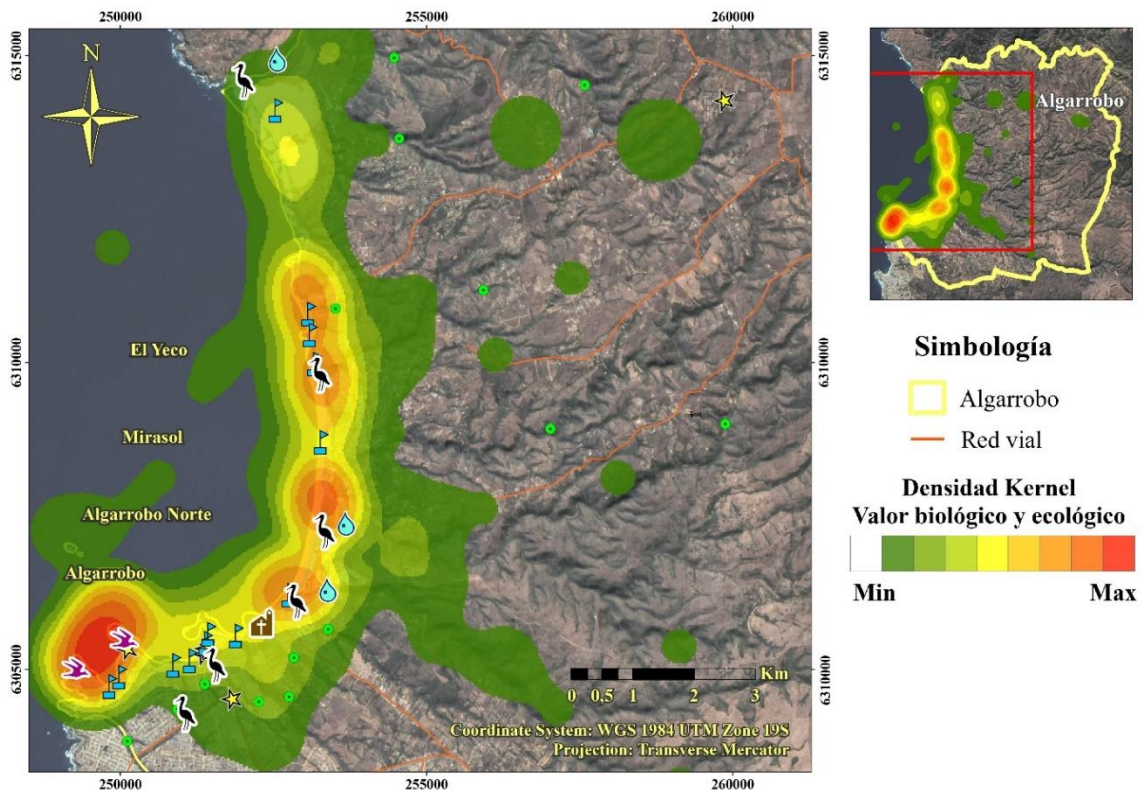 250000
255000
260000
6315000
6315000
N
Algarrobo
El Yeco
6310000
6310000
Mirasol
Algarrobo Norte
Algarrobo
6305000
6310000
Km
0 0,5 1 2 3
Coordinate System: WGS 1984 UTM Zone 19S
Projection: Transverse Mercator
250000
255000
260000
Simbología
Algarrobo
Red vial
Densidad Kernel
Valor biológico y ecológico
Min
Max